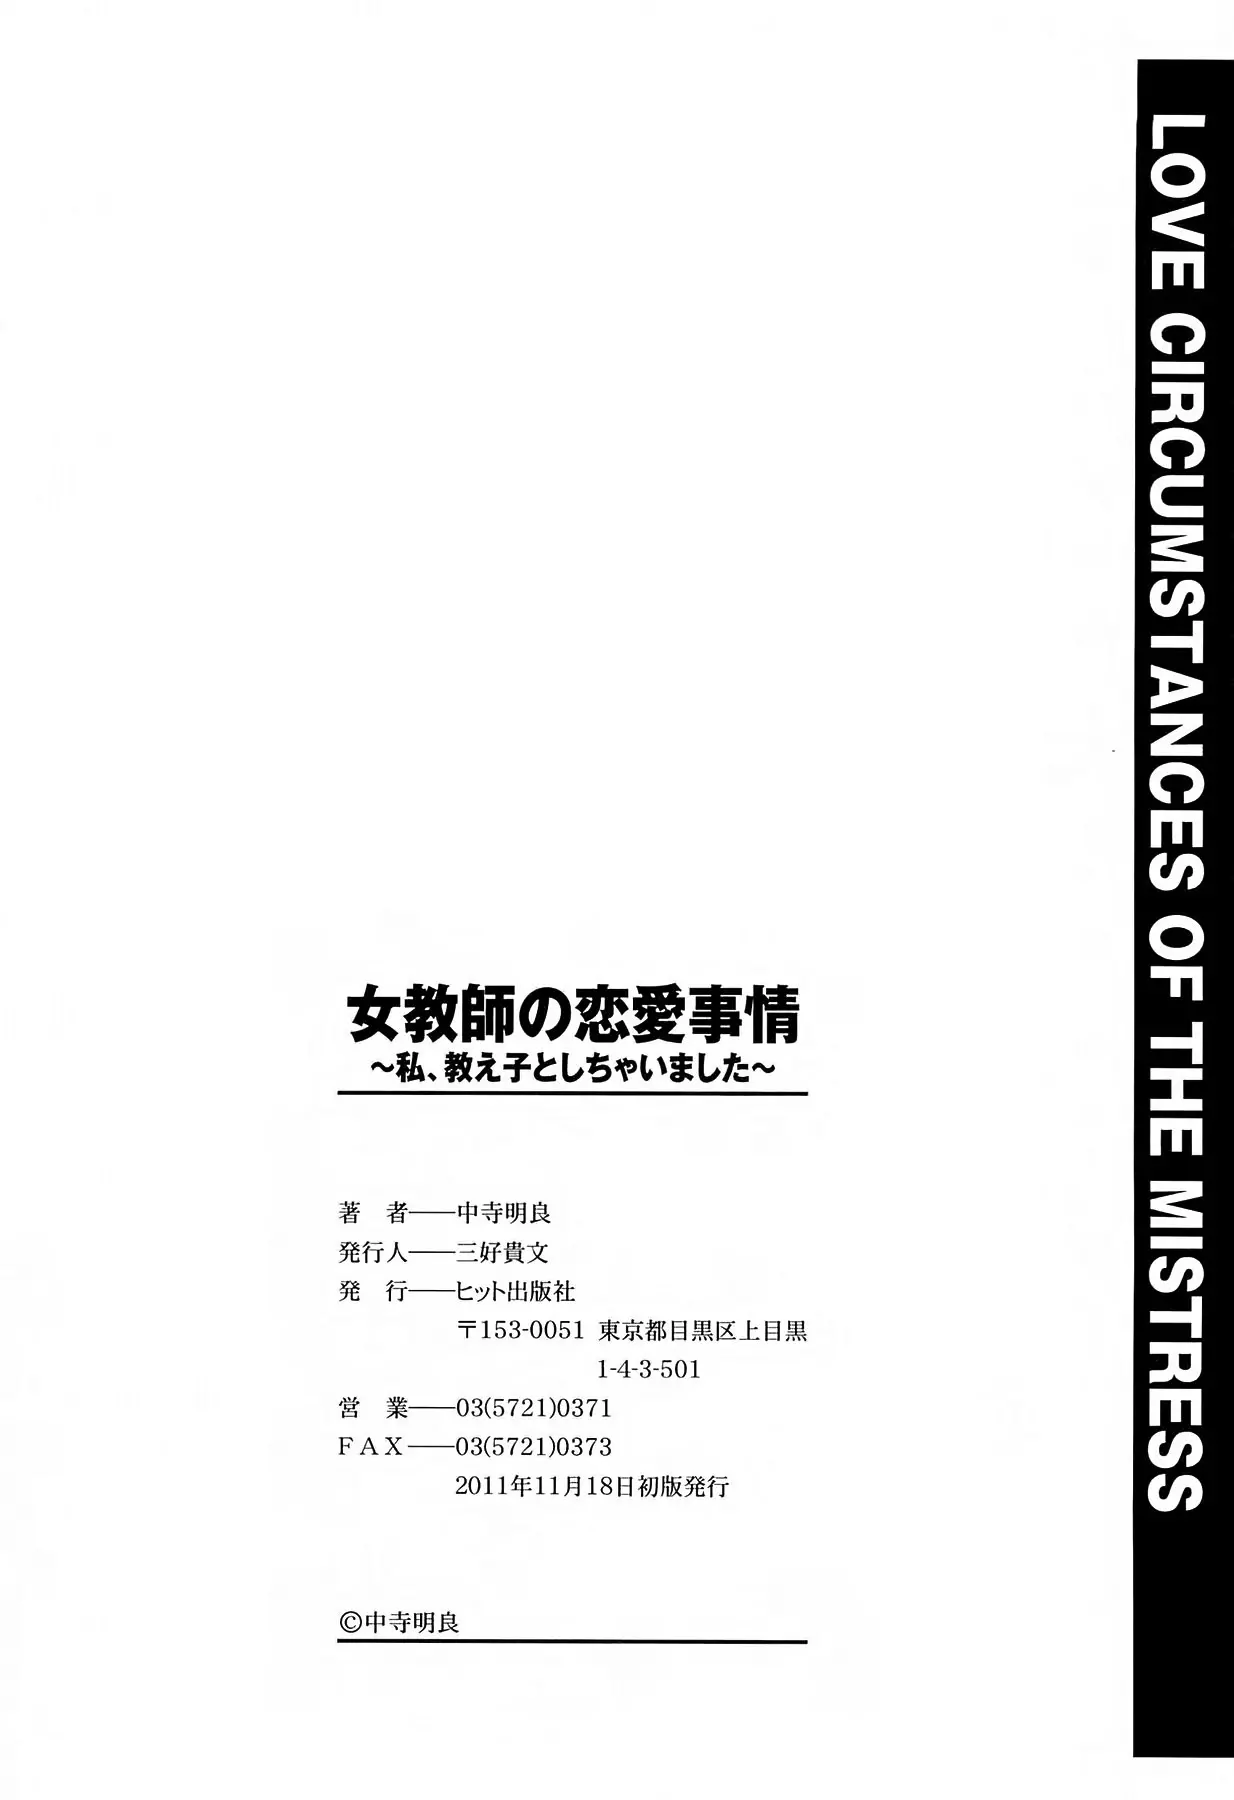 LOVE CIRCUMSTANCES OF THE MISTRESS
女教師の恋愛事情
～私、教え子としちゃいました～
著　者――中寺明良
発行人――三好貴文
発　行――ヒット出版社
〒153-0051 東京都目黒区上目黒
1-4-3-501
営　業――03(5721)0371
ＦＡＸ――03(5721)0373
2011年11月18日初版発行
©中寺明良